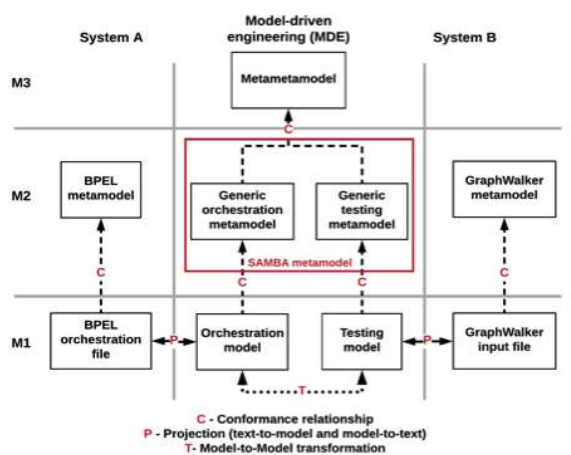 System A
Model-driven
engineering (MDE)
System B
M3
Metametamodel
C
M2
BPEL
metamodel
Generic
orchestration
metamodel
Generic
testing
metamodel
GraphWalker
metamodel
SAMBA metamodel
C
C
C
C
M1
BPEL
orchestration
file
P
Orchestration
model
Testing
model
P
GraphWalker
input file
T
C - Conformance relationship
P - Projection (text-to-model and model-to-text)
T- Model-to-Model transformation